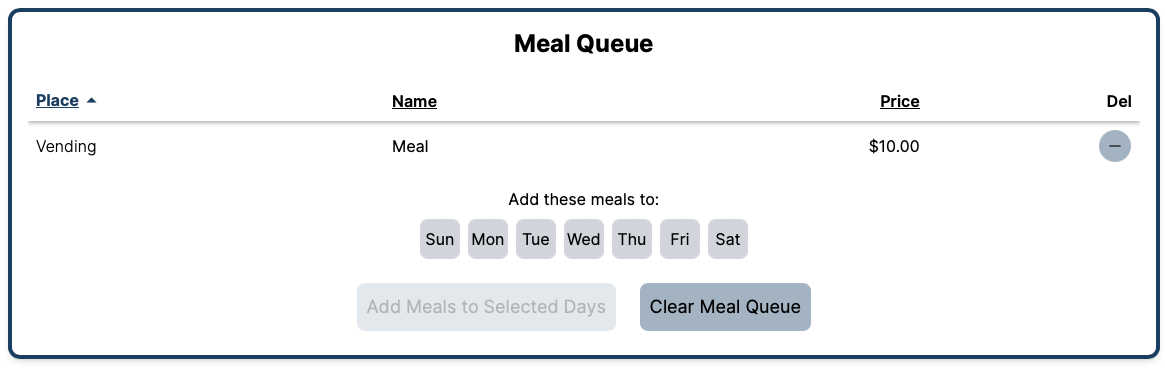 Meal Queue
Place Name Price Del
Vending Meal $10.00
Add these meals to:
Sun Mon Tue Wed Thu Fri Sat
Add Meals to Selected Days Clear Meal Queue